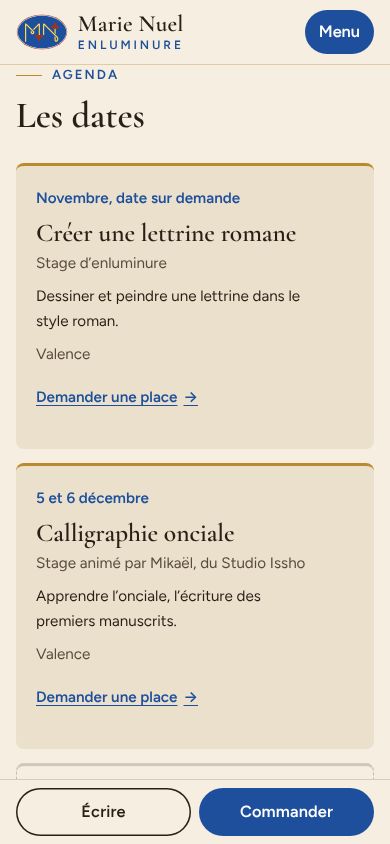 MN
Marie Nuel
ENLUMINURE
Menu
AGENDA
Les dates
Novembre, date sur demande
Créer une lettrine romane
Stage d’enluminure
Dessiner et peindre une lettrine dans le
style roman.
Valence
Demander une place →
5 et 6 décembre
Calligraphie onciale
Stage animé par Mikaël, du Studio Issho
Apprendre l’onciale, l’écriture des
premiers manuscrits.
Valence
Demander une place →
Écrire
Commander